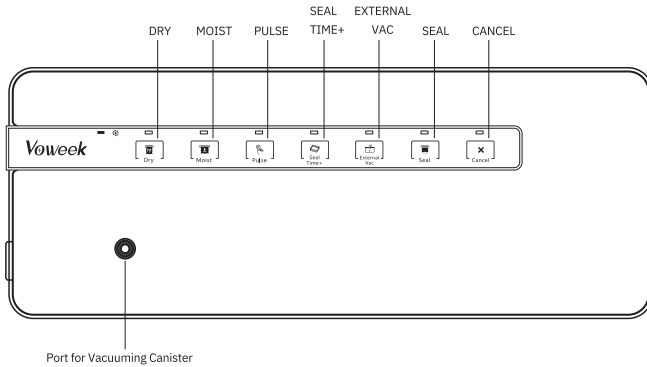 SEAL EXTERNAL
DRY MOIST PULSE TIME+ VAC SEAL CANCEL
Voweek
Dry Moist Pulse Seal Time+ External Vac Seal Cancel
Port for Vacuuming Canister